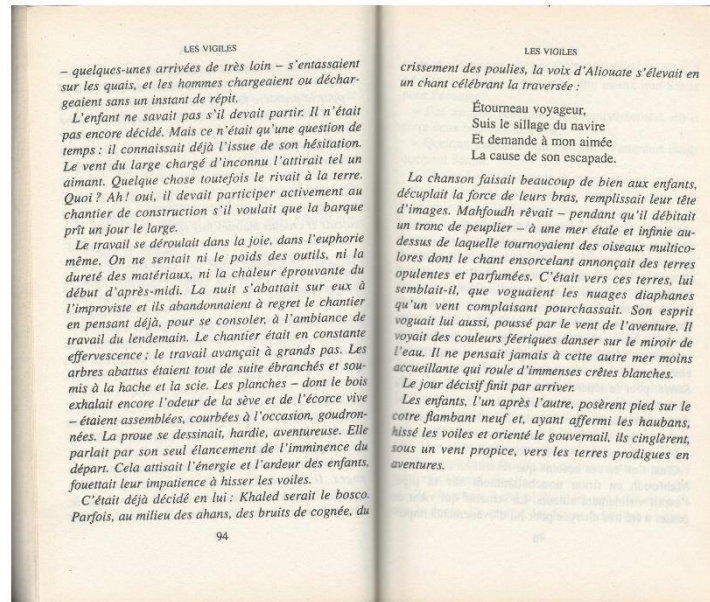 LES VIGILES
– quelques-unes arrivées de très loin – s'entassaient
sur les quais, et les hommes chargeaient ou déchar-
geaient sans un instant de répit.
L'enfant ne savait pas s'il devait partir. Il n'était
pas encore décidé. Mais ce n'était qu'une question de
temps : il connaissait déjà l'issue de son hésitation.
Le vent du large chargé d'inconnu l'attirait tel un
aimant. Quelque chose toutefois le rivait à la terre.
Quoi ? Ah ! oui, il devait participer activement au
chantier de construction s'il voulait que la barque
prît un jour le large.
Le travail se déroulait dans la joie, dans l'euphorie
même. On ne sentait ni le poids des outils, ni la
dureté des matériaux, ni la chaleur éprouvante du
début d'après-midi. La nuit s'abattait sur eux à
l'improviste et ils abandonnaient à regret le chantier
en pensant déjà, pour se consoler, à l'ambiance de
travail du lendemain. Le chantier était en constante
effervescence ; le travail avançait à grands pas. Les
arbres abattus étaient tout de suite ébranchés et sou-
mis à la hache et la scie. Les planches – dont le bois
exhalait encore l'odeur de la sève et de l'écorce vive
– étaient assemblées, courbées à l'occasion, goudron-
nées. La proue se dessinait, hardie, aventureuse. Elle
parlait par son seul élancement de l'imminence du
départ. Cela attisait l'énergie et l'ardeur des enfants,
fouettait leur impatience à hisser les voiles.
C'était déjà décidé en lui : Khaled serait le bosco.
Parfois, au milieu des ahans, des bruits de cognée, du
94
LES VIGILES
crissement des poulies, la voix d'Aliouate s'élevait en
un chant célébrant la traversée :
Étourneau voyageur,
Suis le sillage du navire
Et demande à mon aimée
La cause de son escapade.
La chanson faisait beaucoup de bien aux enfants,
décuplait la force de leurs bras, remplissait leur tête
d'images. Mahfoudh rêvait – pendant qu'il débitait
un tronc de peuplier – à une mer étale et infinie au-
dessus de laquelle tournoyaient des oiseaux multico-
lores dont le chant ensorcelant annonçait des terres
opulentes et parfumées. C'était vers ces terres, lui
semblait-il, que voguaient les nuages diaphanes
qu'un vent complaisant pourchassait. Son esprit
voguait lui aussi, poussé par le vent de l'aventure. Il
voyait des couleurs féeriques danser sur le miroir de
l'eau. Il ne pensait jamais à cette autre mer moins
accueillante qui roule d'immenses crêtes blanches.
Le jour décisif finit par arriver.
Les enfants, l'un après l'autre, posèrent pied sur le
cotre flambant neuf et, ayant affermi les haubans,
hissé les voiles et orienté le gouvernail, ils cinglèrent,
sous un vent propice, vers les terres prodigues en
aventures.